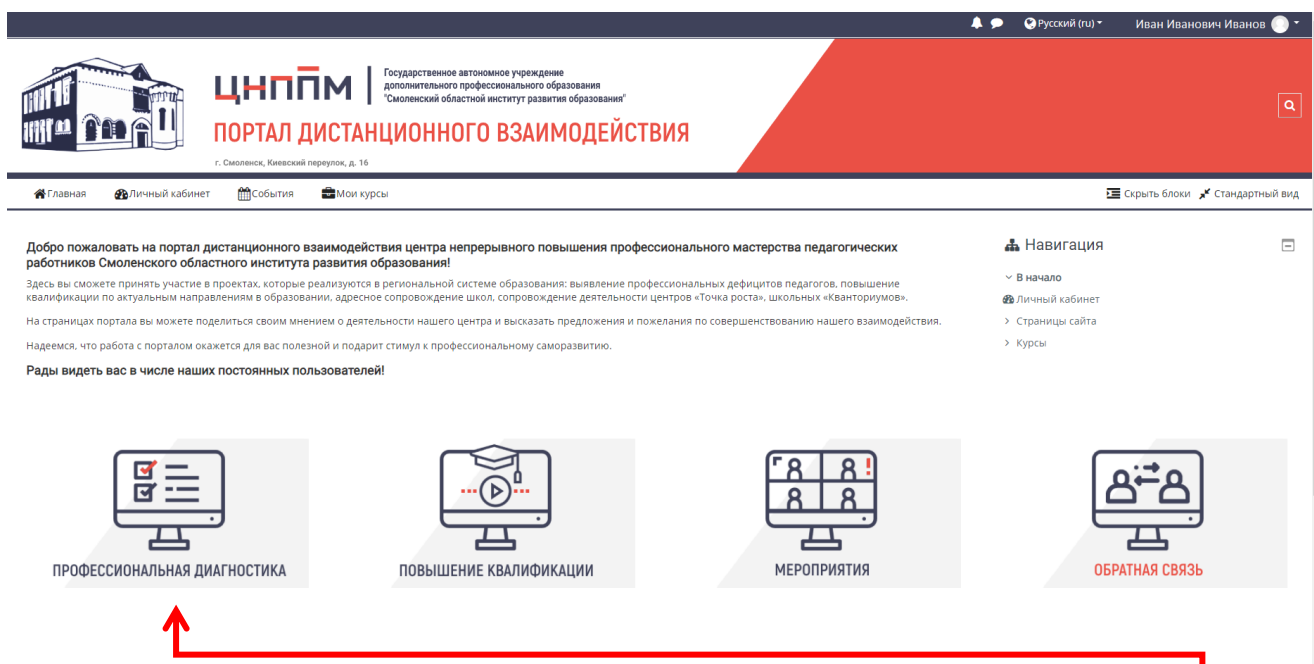 Русский (ru)
Иван Иванович Иванов
ЦНППМ
Государственное автономное учреждение
дополнительного профессионального образования
"Смоленский областной институт развития образования"
ПОРТАЛ ДИСТАНЦИОННОГО ВЗАИМОДЕЙСТВИЯ
г. Смоленск, Киевский переулок, д. 16
Главная
Личный кабинет
События
Мои курсы
Скрыть блоки
Стандартный вид
Добро пожаловать на портал дистанционного взаимодействия центра непрерывного повышения профессионального мастерства педагогических
работников Смоленского областного института развития образования!
Здесь вы сможете принять участие в проектах, которые реализуются в региональной системе образования: выявление профессиональных дефицитов педагогов, повышение
квалификации по актуальным направлениям в образовании, адресное сопровождение школ, сопровождение деятельности центров «Точка роста», школьных «Кванториумов».
На страницах портала вы можете поделиться своим мнением о деятельности нашего центра и высказать предложения и пожелания по совершенствованию нашего взаимодействия.
Надеемся, что работа с порталом окажется для вас полезной и подарит стимул к профессиональному саморазвитию.
Рады видеть вас в числе наших постоянных пользователей!
Навигация
В начало
Личный кабинет
Страницы сайта
Курсы
ПРОФЕССИОНАЛЬНАЯ ДИАГНОСТИКА
ПОВЫШЕНИЕ КВАЛИФИКАЦИИ
МЕРОПРИЯТИЯ
ОБРАТНАЯ СВЯЗЬ